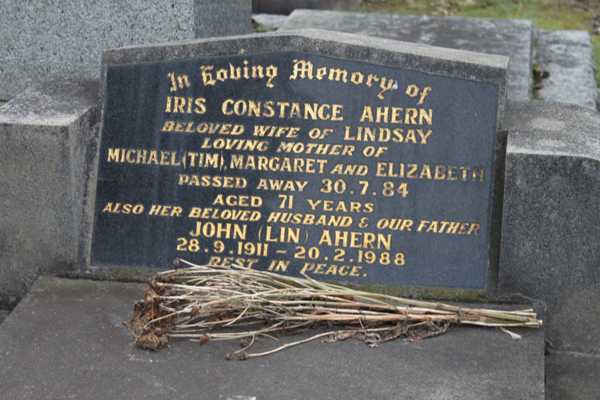 In Loving Memory of
IRIS CONSTANCE AHERN
BELOVED WIFE OF LINDSAY
LOVING MOTHER OF
MICHAEL (TIM), MARGARET AND ELIZABETH
PASSED AWAY 30.7.84
AGED 71 YEARS
ALSO HER BELOVED HUSBAND & OUR FATHER
JOHN (LIN) AHERN
28.9.1911 - 20.2.1988
REST IN PEACE.